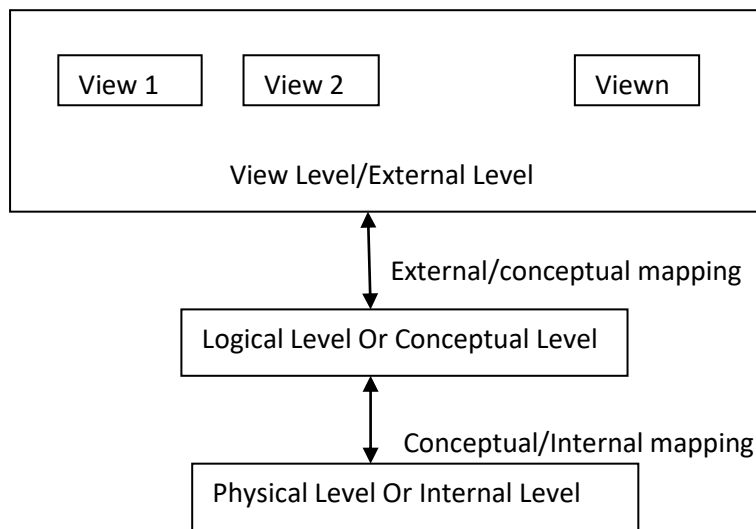 View 1
View 2
Viewn
View Level/External Level
External/conceptual mapping
Logical Level Or Conceptual Level
Conceptual/Internal mapping
Physical Level Or Internal Level